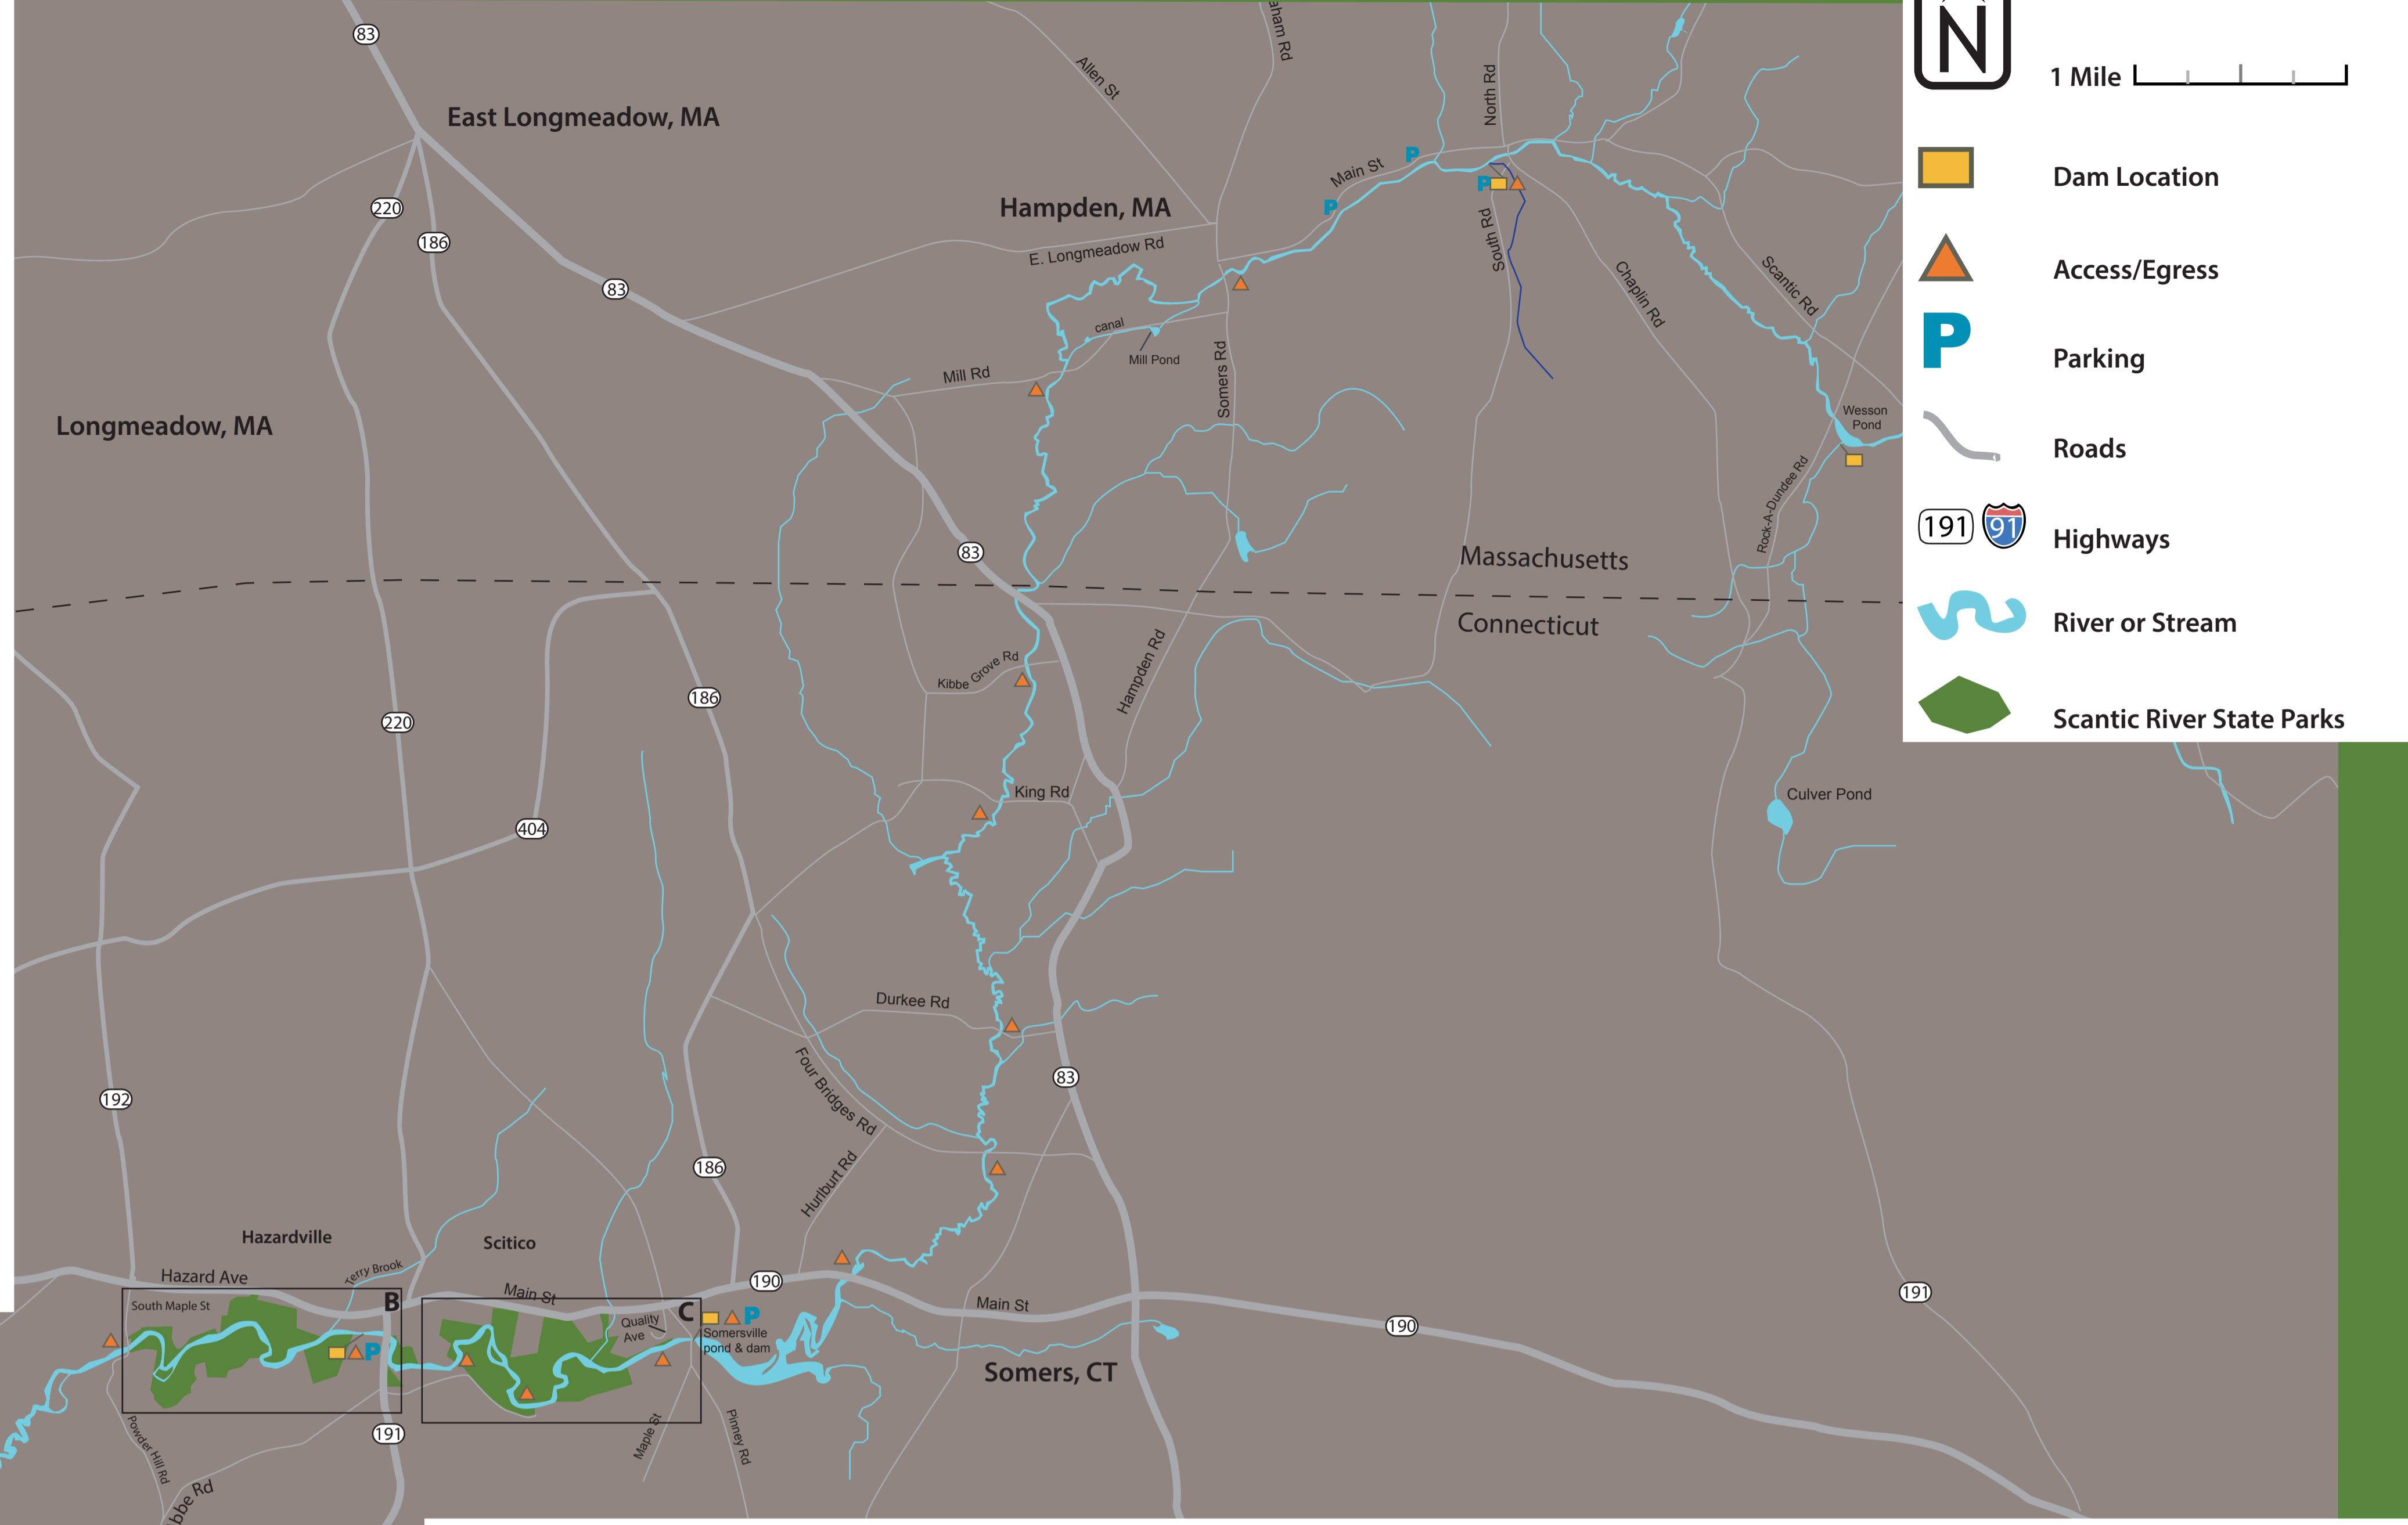 83
aham Rd
Allen St
East Longmeadow, MA
North Rd
N
1 Mile
Dam Location
Access/Egress
P
Parking
Roads
191
91
Highways
River or Stream
Scantic River State Parks
220
186
Hampden, MA
Main St
P
P
P
South Rd
E. Longmeadow Rd
83
Chaplin Rd
Scantic Rd
canal
Mill Pond
Mill Rd
Somers Rd
Longmeadow, MA
Wesson
Pond
Rock-A-Dundee Rd
83
Massachusetts
Connecticut
Kibbe Grove Rd
Hampden Rd
186
220
King Rd
Culver Pond
404
Durkee Rd
Four Bridges Rd
83
192
186
Hurlburt Rd
Hazardville
Scitico
Terry Brook
Hazard Ave
190
Main St
Main St
South Maple St
B
C
P
Quality
Ave
Somersville
pond & dam
P
190
191
Somers, CT
Powder Hill Rd
191
Maple St
Pinney Rd
bbe Rd